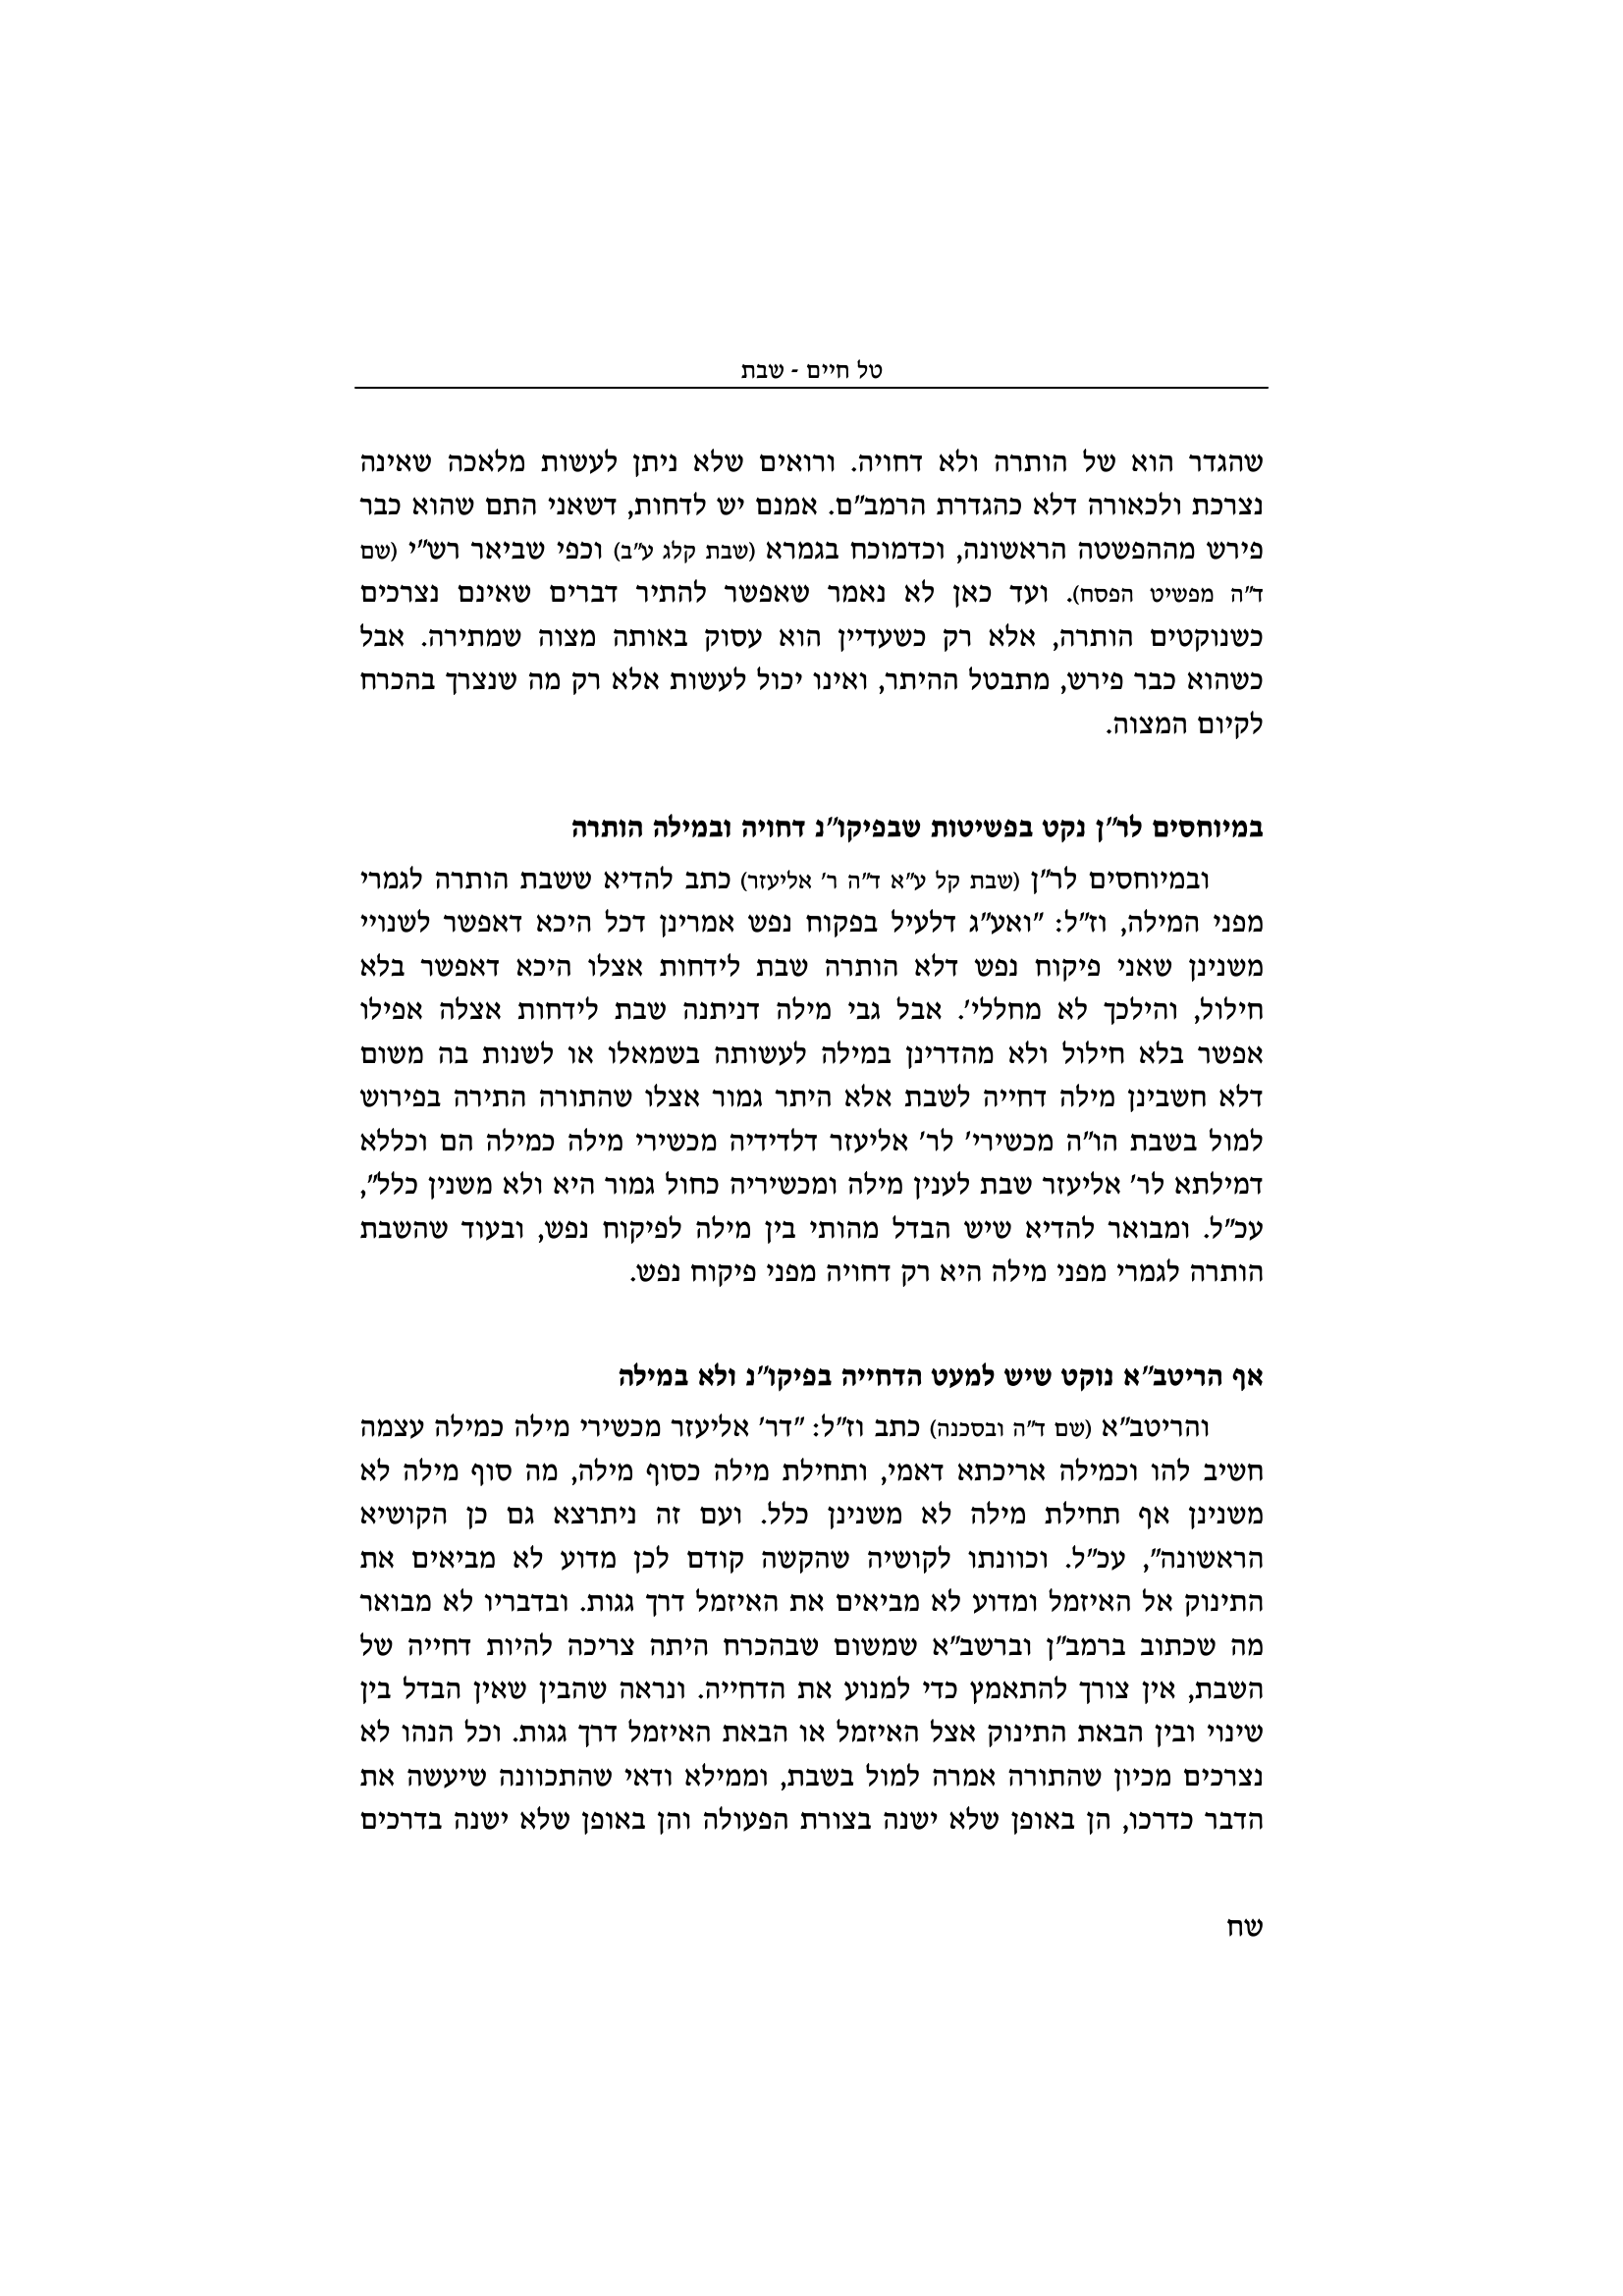 טל חיים - שבת
שהגדר הוא של הותרה ולא דחויה. ורואים שלא ניתן לעשות מלאכה שאינה
נצרכת ולכאורה דלא כהגדרת הרמב"ם. אמנם יש לדחות, דשאני התם שהוא כבר
פירש מההפשטה הראשונה, וכדמוכח בגמרא (שבת קלג ע"ב) וכפי שביאר רש"י (שם
ד"ה מפשיט הפסח). ועד כאן לא נאמר שאפשר להתיר דברים שאינם נצרכים
כשנוקטים הותרה, אלא רק כשעדיין הוא עסוק באותה מצוה שמתירה. אבל
כשהוא כבר פירש, מתבטל ההיתר, ואינו יכול לעשות אלא רק מה שנצרך בהכרח
לקיום המצוה.
במיוחסים לר"ן נקט בפשיטות שבפיקו"נ דחויה ובמילה הותרה
ובמיוחסים לר"ן (שבת קל ע"א ד"ה ר' אליעזר) כתב להדיא ששבת הותרה לגמרי
מפני המילה, וז"ל: "ואע"ג דלעיל בפקוח נפש אמרינן דכל היכא דאפשר לשנויי
משנינן שאני פיקוח נפש דלא הותרה שבת לידחות אצלו היכא דאפשר בלא
חילול, והילכך לא מחללי'. אבל גבי מילה דניתנה שבת לידחות אצלה אפילו
אפשר בלא חילול ולא מהדרינן במילה לעשותה בשמאלו או לשנות בה משום
דלא חשבינן מילה דחייה לשבת אלא היתר גמור אצלו שהתורה התירה בפירוש
למול בשבת הו"ה מכשירי' לר' אליעזר דלדידיה מכשירי מילה כמילה הם וכללא
דמילתא לר' אליעזר שבת לענין מילה ומכשיריה כחול גמור היא ולא משנין כלל",
עכ"ל. ומבואר להדיא שיש הבדל מהותי בין מילה לפיקוח נפש, ובעוד שהשבת
הותרה לגמרי מפני מילה היא רק דחויה מפני פיקוח נפש.
אף הריטב"א נוקט שיש למעט הדחייה בפיקו"נ ולא במילה
והריטב"א (שם ד"ה ובסכנה) כתב וז"ל: "דר' אליעזר מכשירי מילה כמילה עצמה
חשיב להו וכמילה אריכתא דאמי, ותחילת מילה כסוף מילה, מה סוף מילה לא
משנינן אף תחילת מילה לא משנינן כלל. ועם זה ניתרצא גם כן הקושיא
הראשונה", עכ"ל. וכוונתו לקושיה שהקשה קודם לכן מדוע לא מביאים את
התינוק אל האיזמל ומדוע לא מביאים את האיזמל דרך גגות. ובדבריו לא מבואר
מה שכתוב ברמב"ן וברשב"א שמשום שבהכרח היתה צריכה להיות דחייה של
השבת, אין צורך להתאמץ כדי למנוע את הדחייה. ונראה שהבין שאין הבדל בין
שינוי ובין הבאת התינוק אצל האיזמל או הבאת האיזמל דרך גגות. וכל הנהו לא
נצרכים מכיון שהתורה אמרה למול בשבת, וממילא ודאי שהתכוונה שיעשה את
הדבר כדרכו, הן באופן שלא ישנה בצורת הפעולה והן באופן שלא ישנה בדרכים
שח